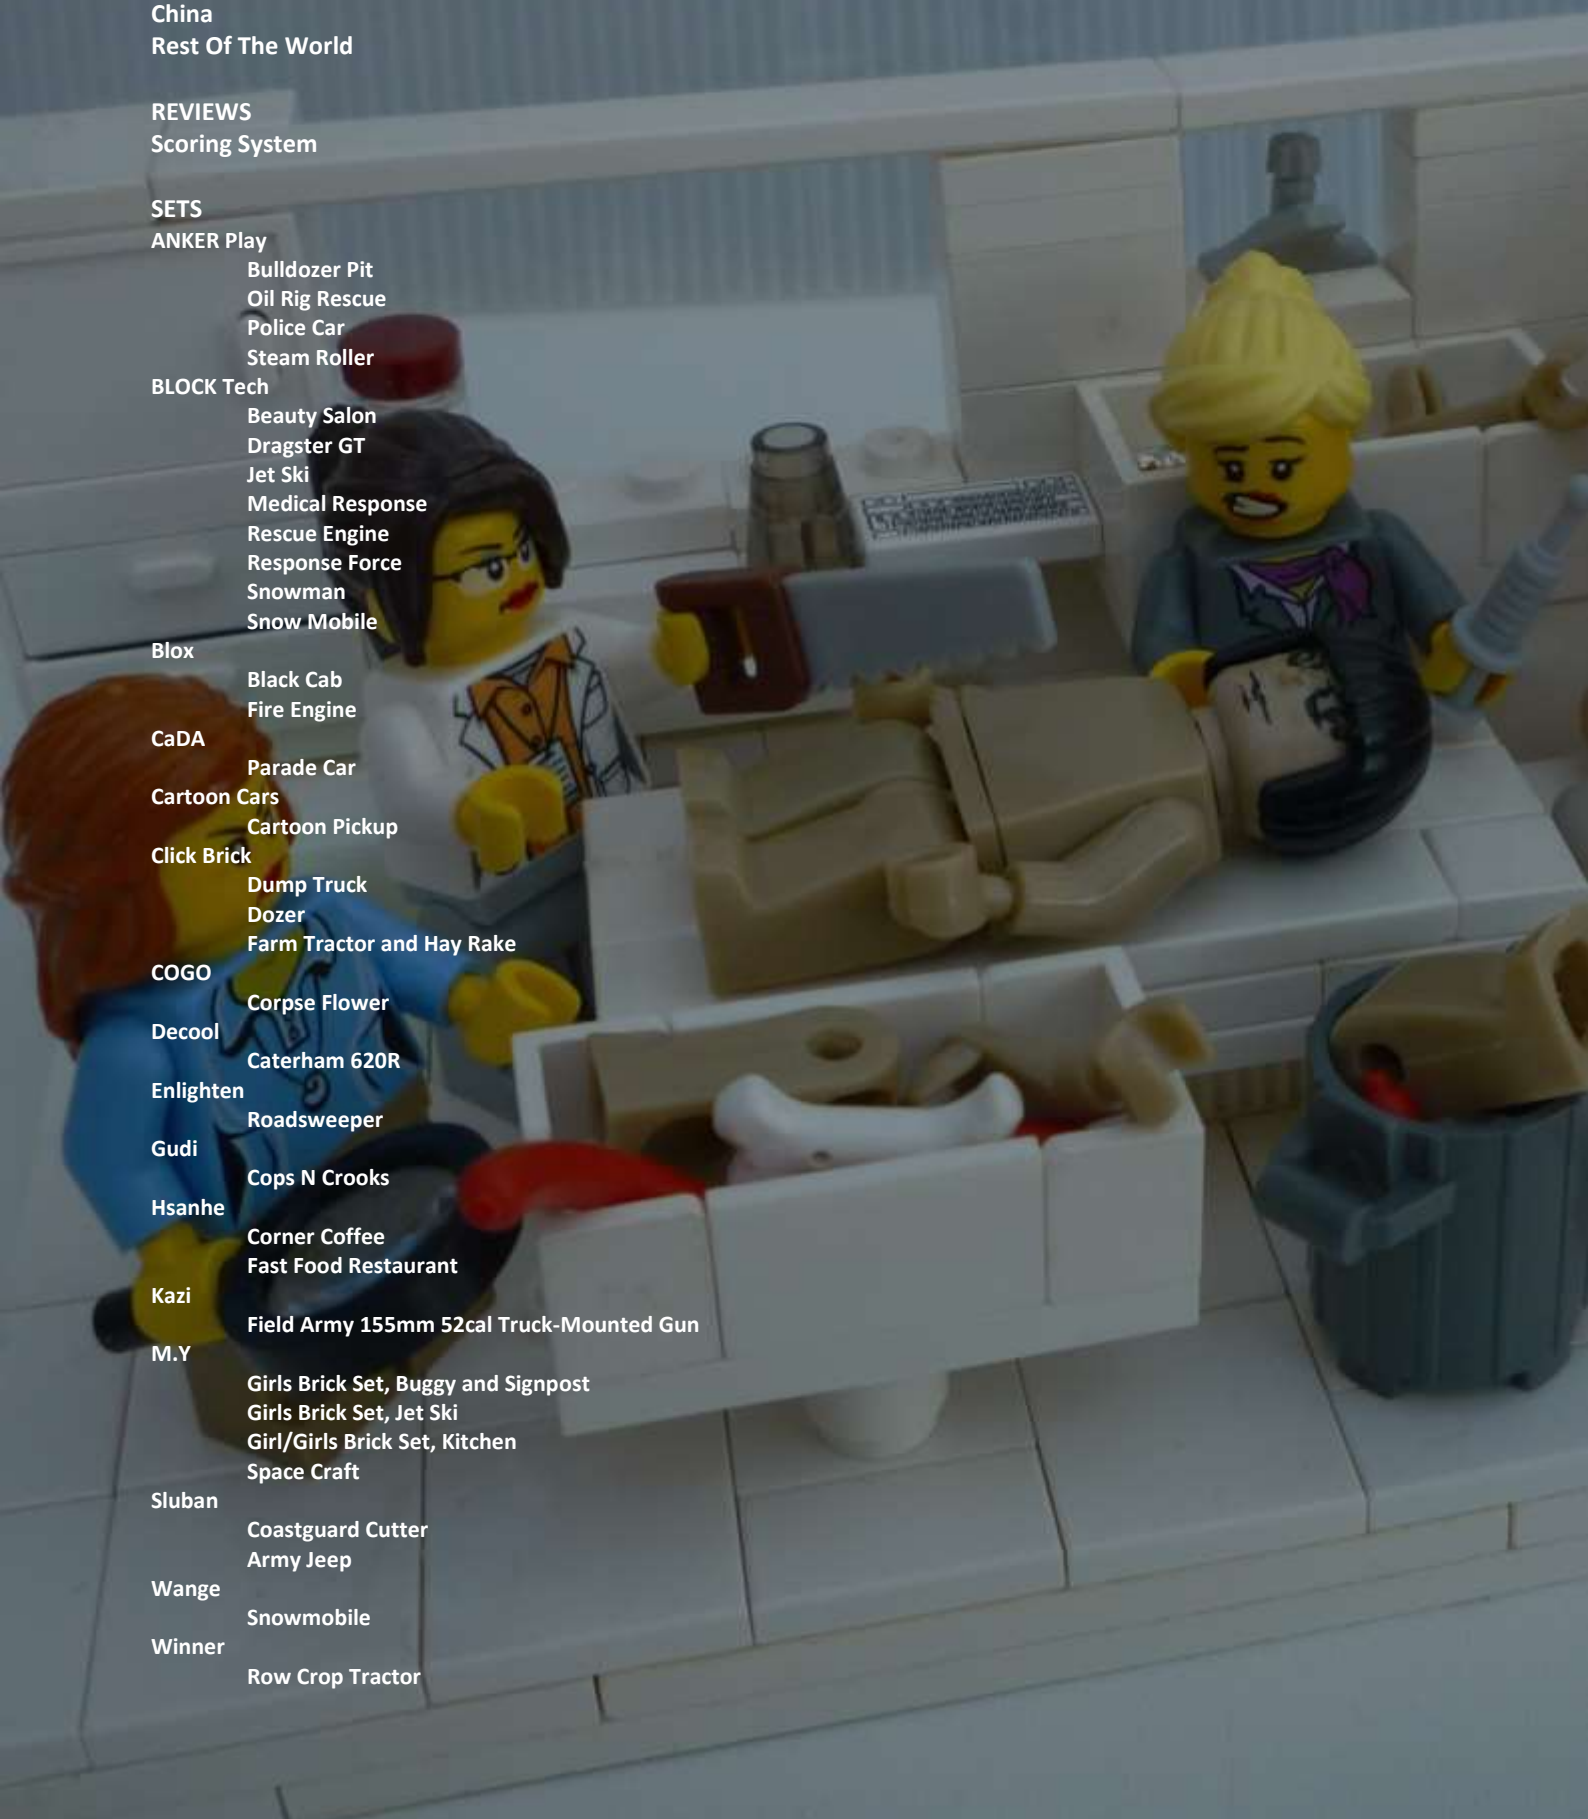 China
Rest Of The World
REVIEWS
Scoring System
SETS
ANKER Play
Bulldozer Pit
Oil Rig Rescue
Police Car
Steam Roller
BLOCK Tech
Beauty Salon
Dragster GT
Jet Ski
Medical Response
Rescue Engine
Response Force
Snowman
Snow Mobile
Blox
Black Cab
Fire Engine
CaDA
Parade Car
Cartoon Cars
Cartoon Pickup
Click Brick
Dump Truck
Dozer
Farm Tractor and Hay Rake
COGO
Corpse Flower
Decool
Caterham 620R
Enlighten
Roadsweeper
Gudi
Cops N Crooks
Hsanhe
Corner Coffee
Fast Food Restaurant
Kazi
Field Army 155mm 52cal Truck-Mounted Gun
M.Y
Girls Brick Set, Buggy and Signpost
Girls Brick Set, Jet Ski
Girl/Girls Brick Set, Kitchen
Space Craft
Sluban
Coastguard Cutter
Army Jeep
Wange
Snowmobile
Winner
Row Crop Tractor